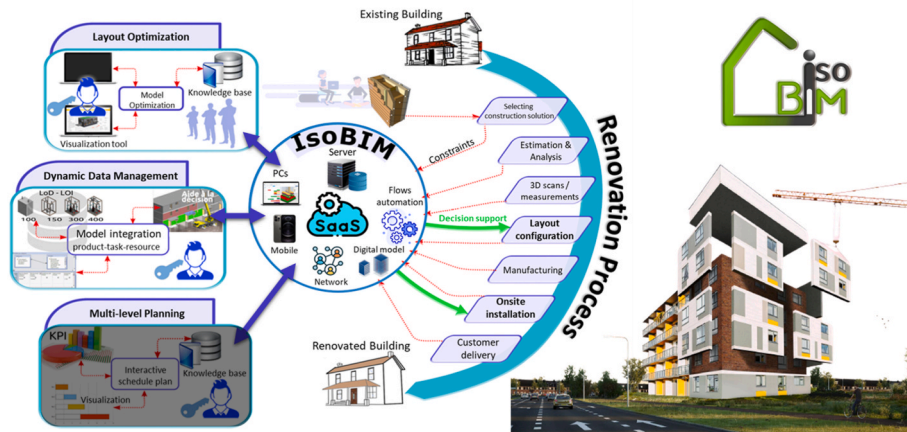 Layout Optimization
Model
Optimization
Knowledge base
Visualization tool
Dynamic Data Management
LoD - LOI
100 150 300 400
Aide à la
décision
Model integration
product-task-resource
Multi-level Planning
KPI
Interactive
schedule plan
Knowledge base
Visualization
IsoBIM
Server
PCs
SaaS
Flows
automation
Mobile
Digital model
Network
Existing Building
Constraints
Decision support
Selecting
construction solution
Estimation &
Analysis
3D scans /
measurements
Layout
configuration
Manufacturing
Onsite
installation
Customer
delivery
Renovation Process
Renovated Building
iSO
BIM